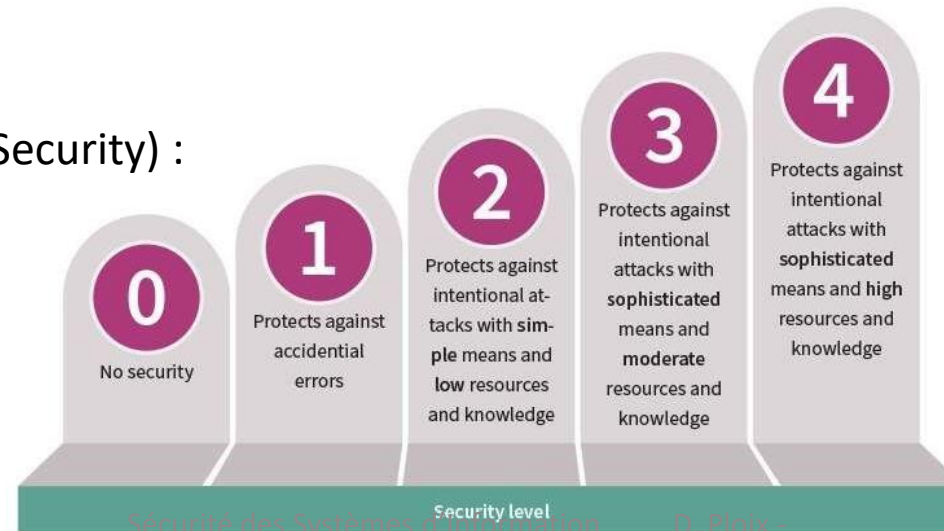 Security) :
0
No security
1
Protects against
accidential
errors
2
Protects against
intentional at-
tacks with sim-
ple means and
low resources
and knowledge
3
Protects against
intentional
attacks with
sophisticated
means and
moderate
resources and
knowledge
4
Protects against
intentional
attacks with
sophisticated
means and high
resources and
knowledge
Security level
Sécurité des Systèmes d'Information D. Ploix -